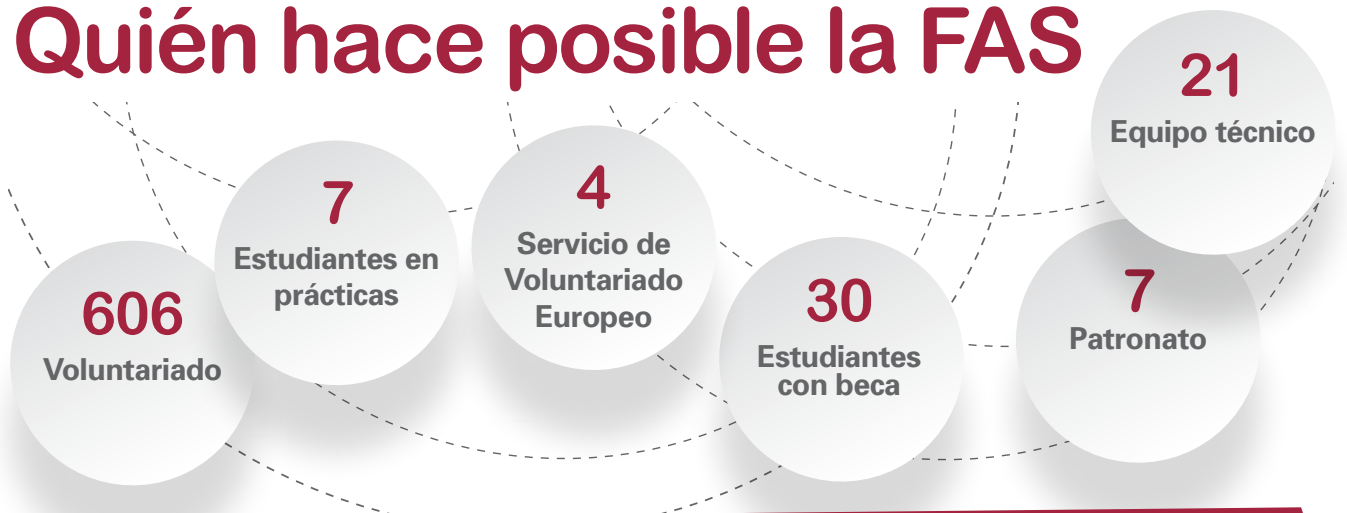 Quién hace posible la FAS
606
Voluntariado
7
Estudiantes en
prácticas
4
Servicio de
Voluntariado
Europeo
30
Estudiantes
con beca
7
Patronato
21
Equipo técnico